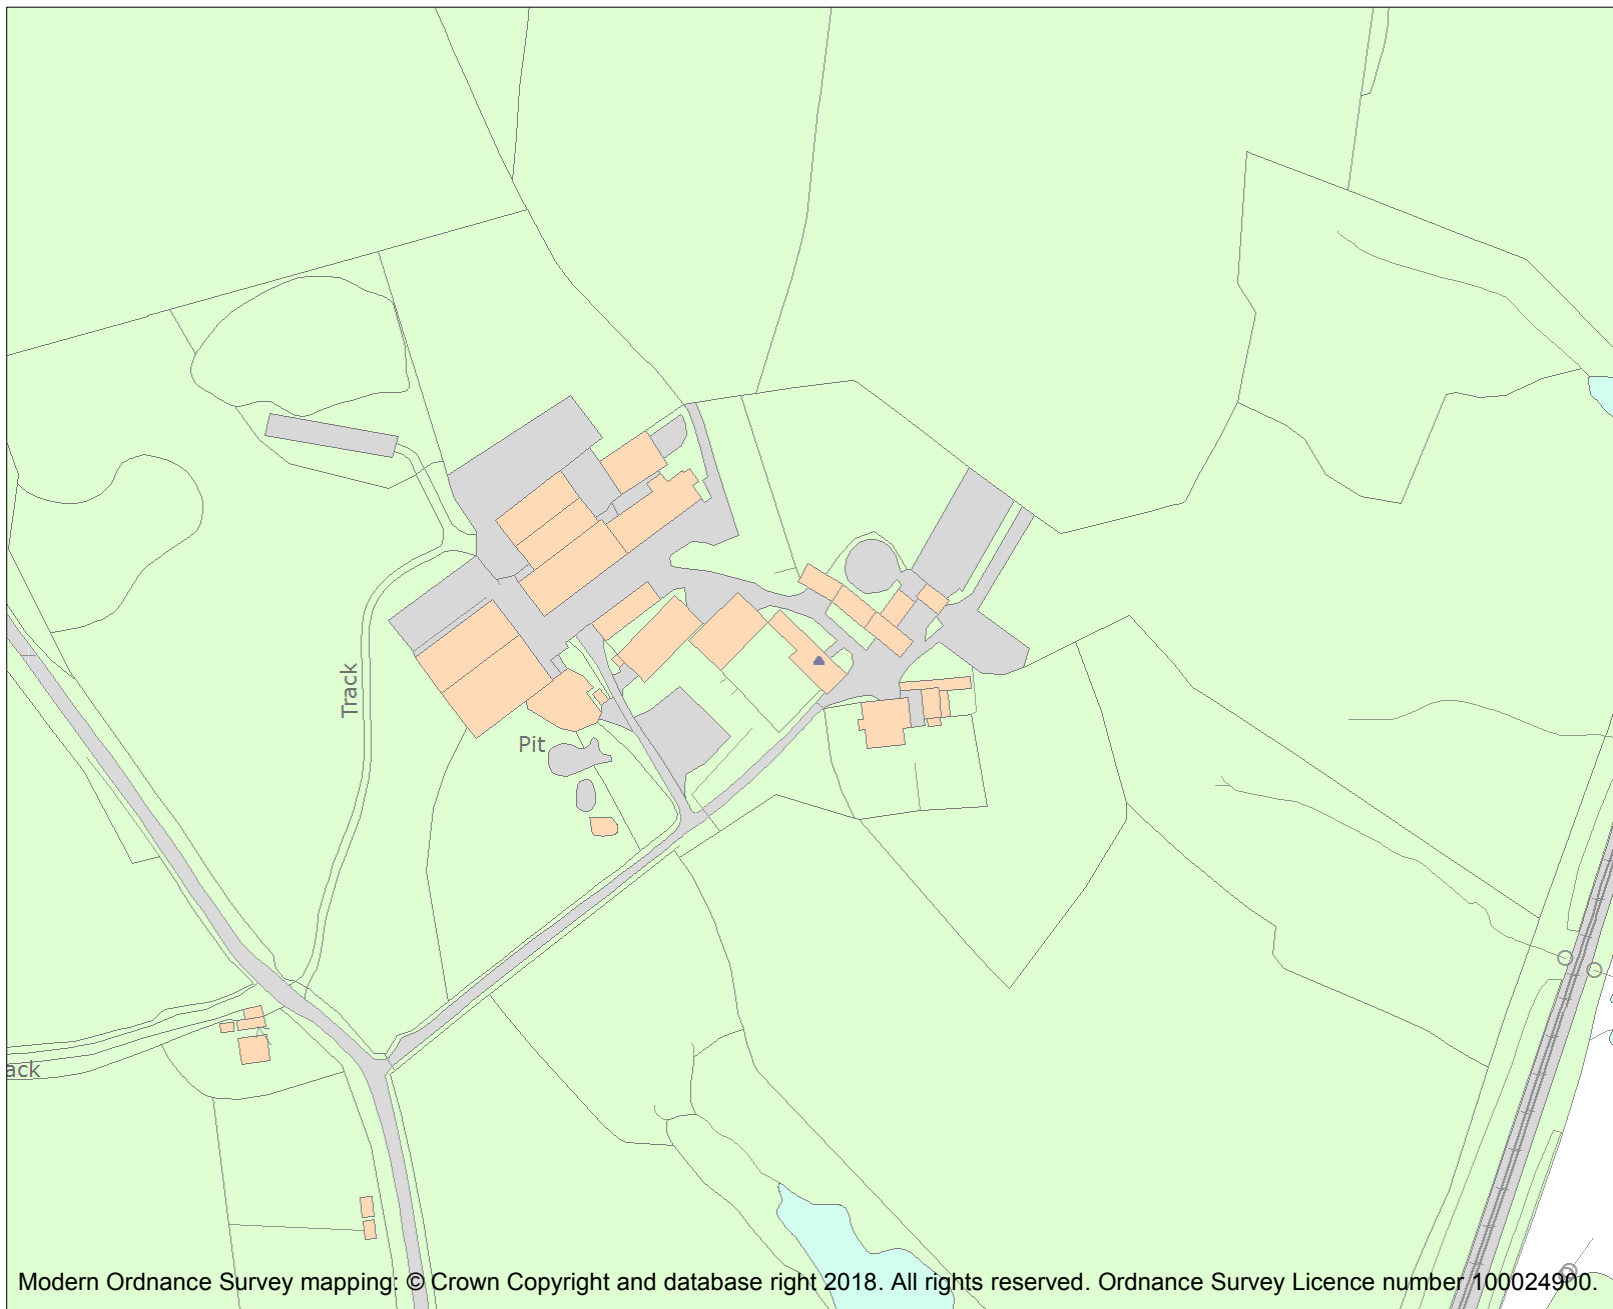 Track
Pit
ack
Modern Ordnance Survey mapping: © Crown Copyright and database right 2018. All rights reserved. Ordnance Survey Licence number 100024900.